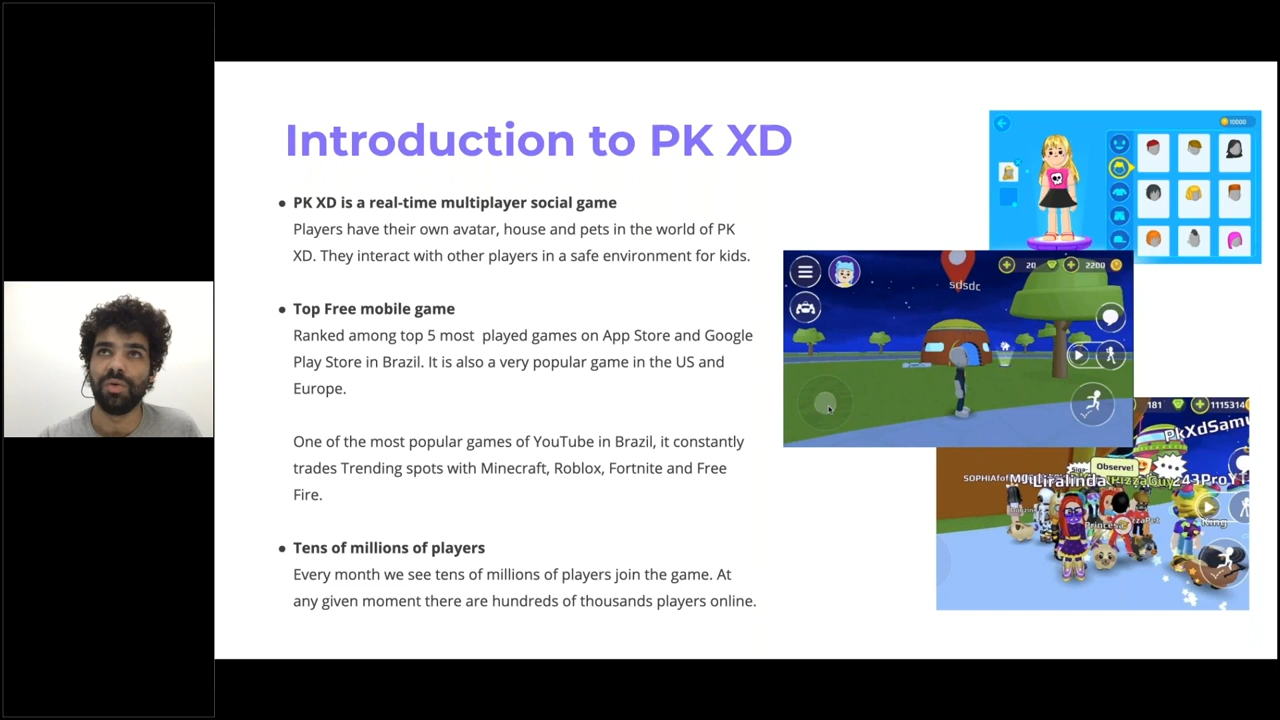 Introduction to PK XD
● PK XD is a real-time multiplayer social game
Players have their own avatar, house and pets in the world of PK
XD. They interact with other players in a safe environment for kids.
● Top Free mobile game
Ranked among top 5 most played games on App Store and Google
Play Store in Brazil. It is also a very popular game in the US and
Europe.
One of the most popular games of YouTube in Brazil, it constantly
trades Trending spots with Minecraft, Roblox, Fortnite and Free
Fire.
● Tens of millions of players
Every month we see tens of millions of players join the game. At
any given moment there are hundreds of thousands players online.
10000
20
2200
sdsdc
181
1115314
PkXdSamu
Observe!
Liralinda
PizzaGuy
243ProYT
Princesa
King